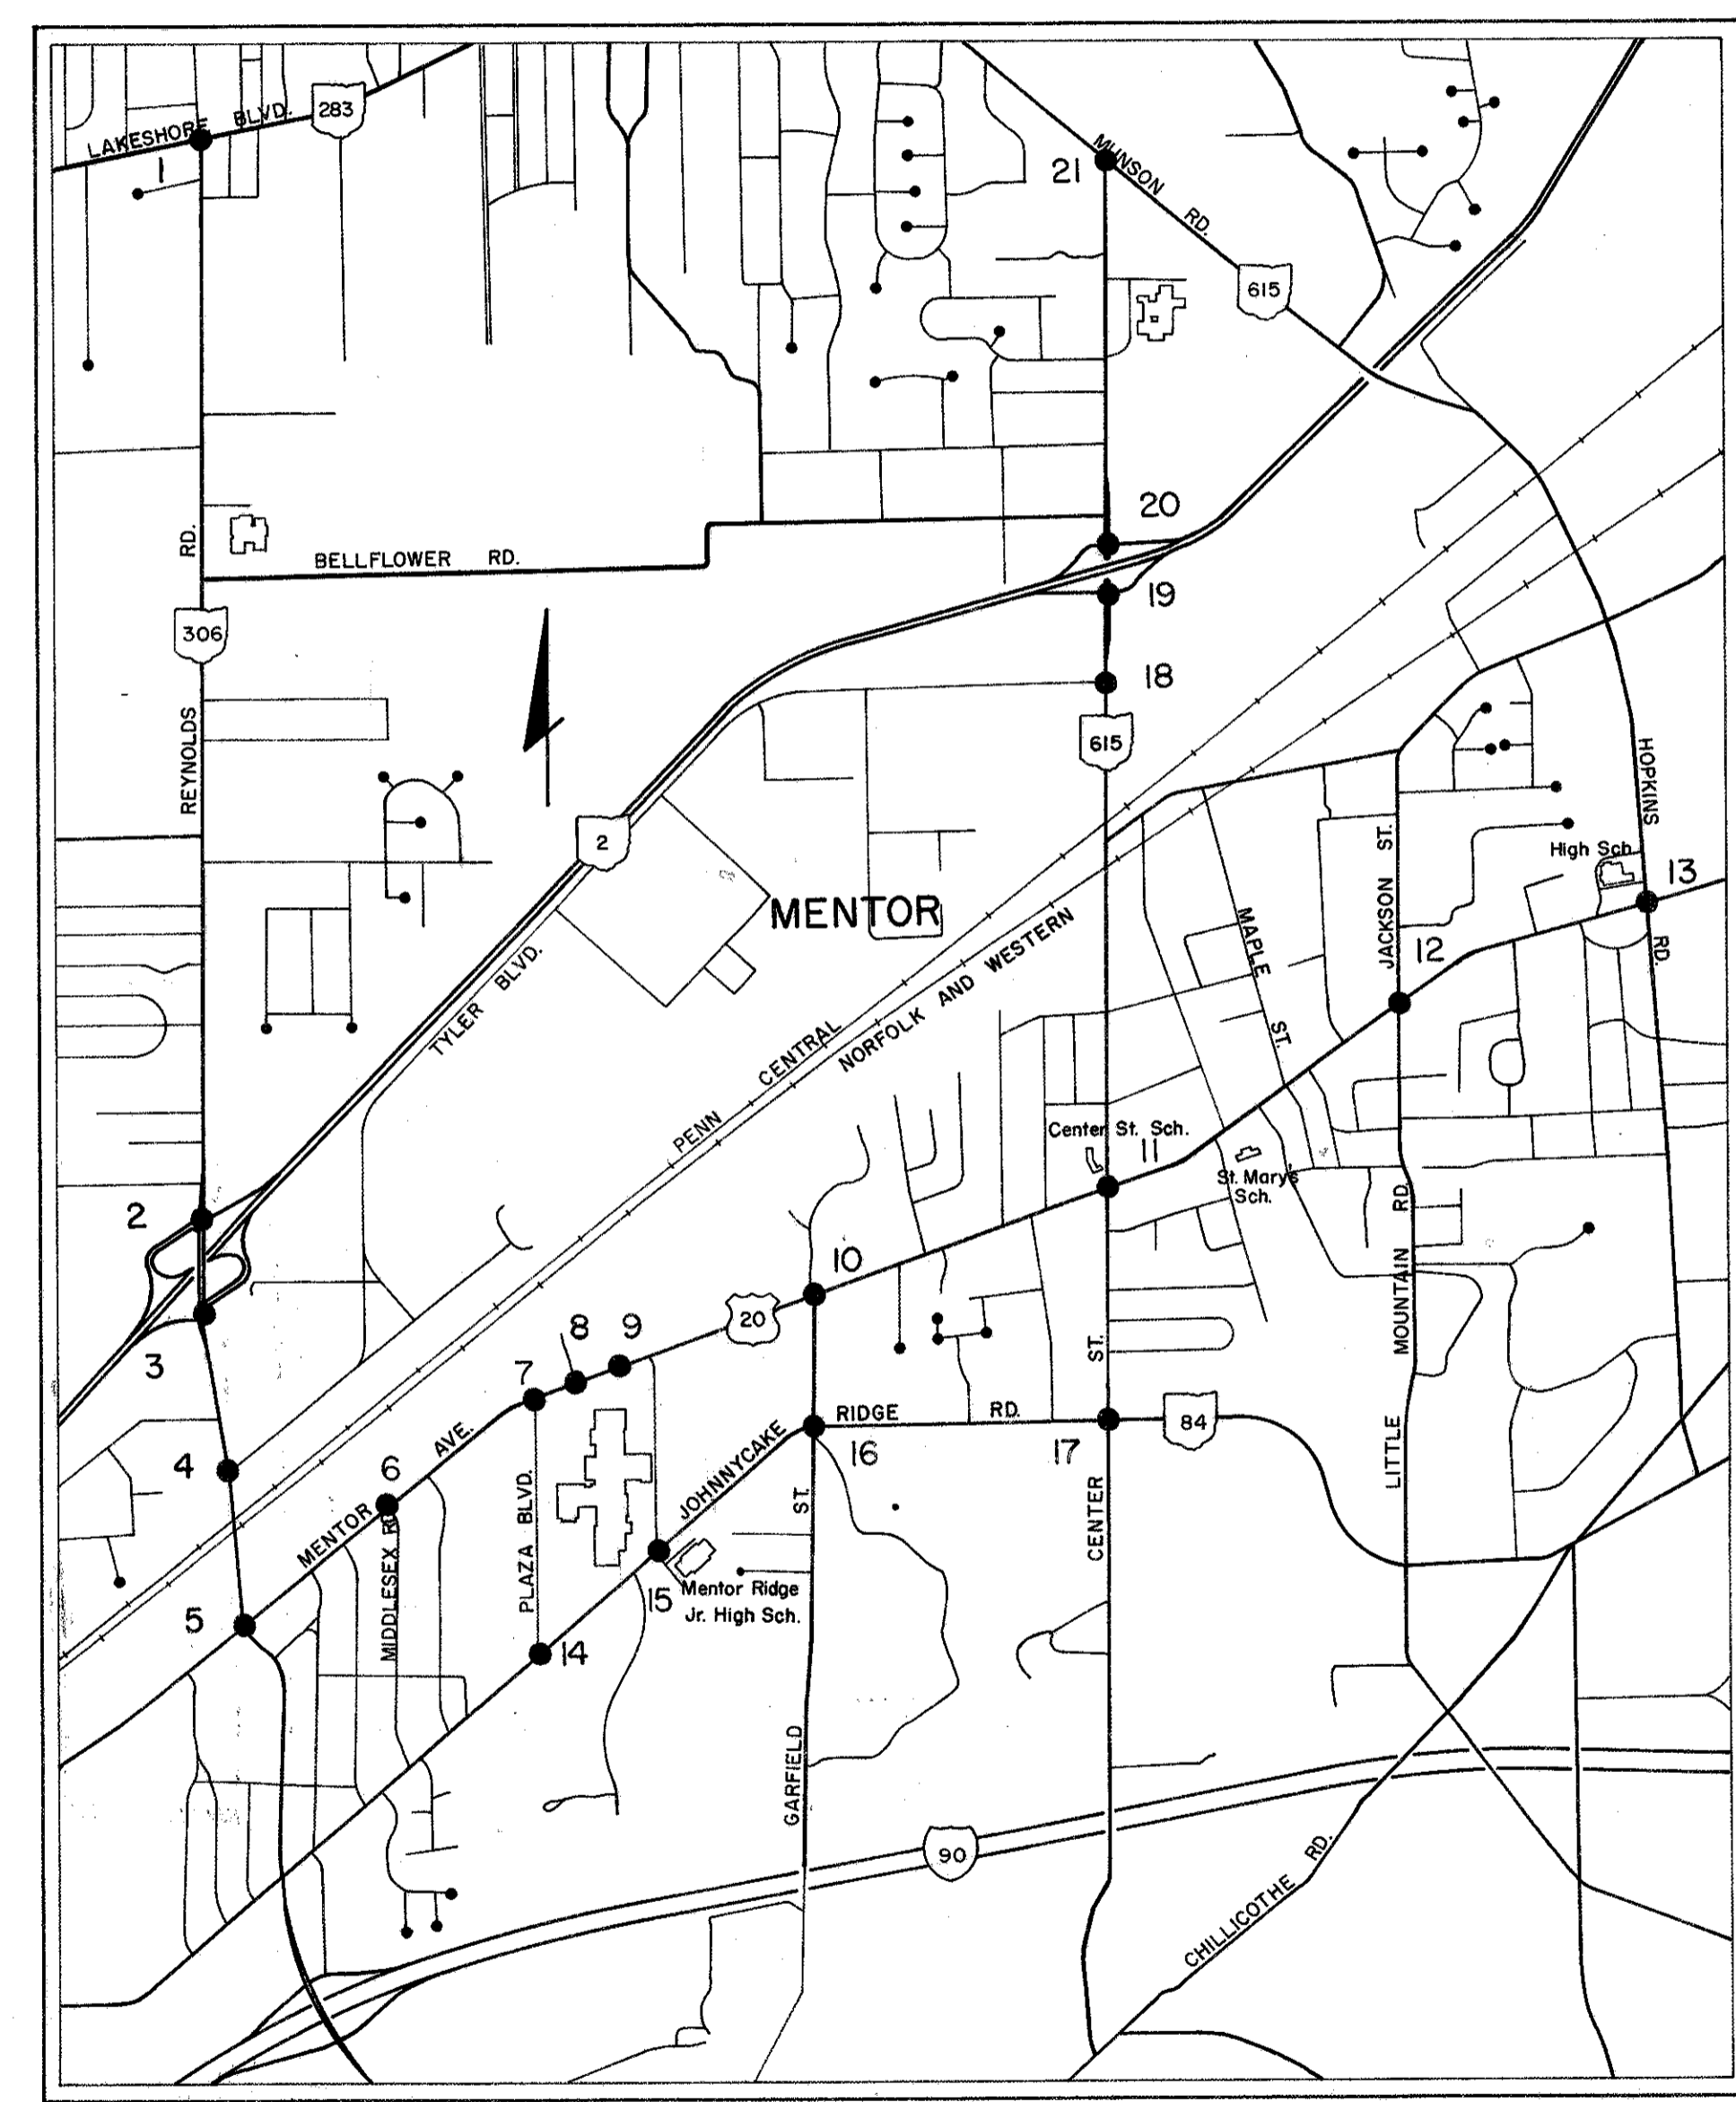 LAKESHORE BLVD.
283
1
21
MUNSON RD.
615
20
BELLFLOWER RD.
RD.
19
306
18
615
REYNOLDS
HOPKINS
2
JACKSON ST.
High Sch.
13
MENTOR
MAPLE ST.
12
RD.
TYLER BLVD.
NORFOLK AND WESTERN
PENN CENTRAL
Center St. Sch.
11
St. Mary's
Sch.
2
10
LITTLE MOUNTAIN RD.
20
3
8
9
7
ST.
RIDGE RD.
84
4
6
MENTOR AVE.
16
17
JOHNNYCAKE
ST.
PLAZA BLVD.
CENTER
MIDDLESEX RD.
5
15
Mentor Ridge
Jr. High Sch.
14
GARFIELD
90
CHILLICOTHE RD.